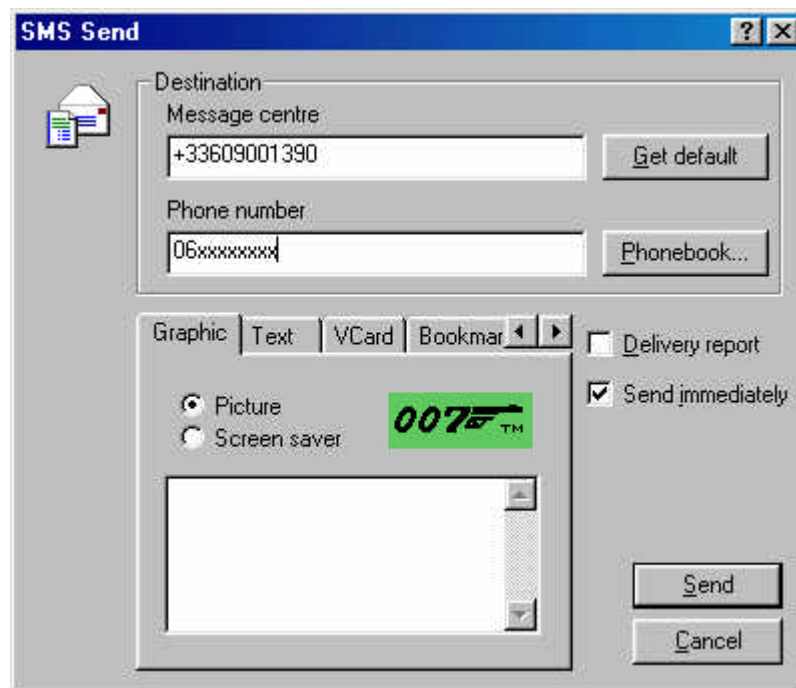 SMS Send
Destination
Message centre
+33609001390
Get default
Phone number
06xxxxxxxx
Phonebook...
Graphic Text VCard Bookmar
Delivery report
Send immediately
Picture
Screen saver
007 TM
Send
Cancel